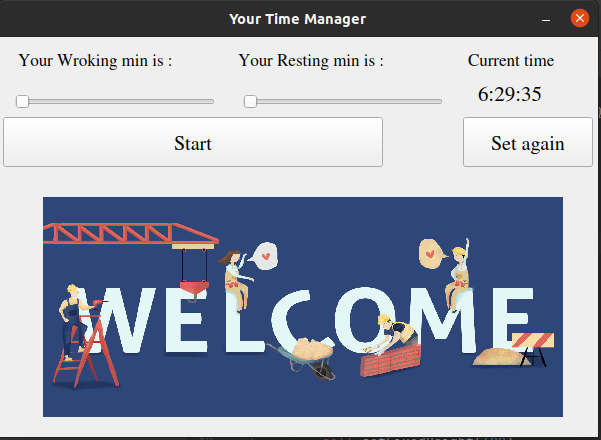 Your Time Manager
Your Wroking min is :
Your Resting min is :
Current time
6:29:35
Start
Set again
WELCOME